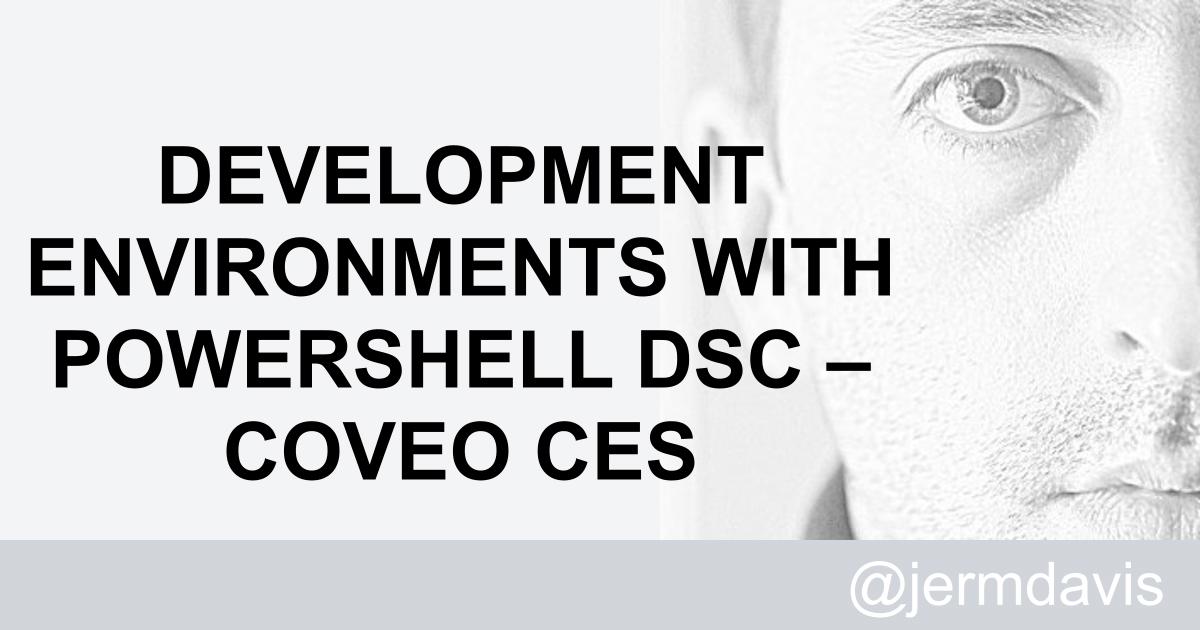 DEVELOPMENT
ENVIRONMENTS WITH
POWERSHELL DSC –
COVEO CES
@jermdavis